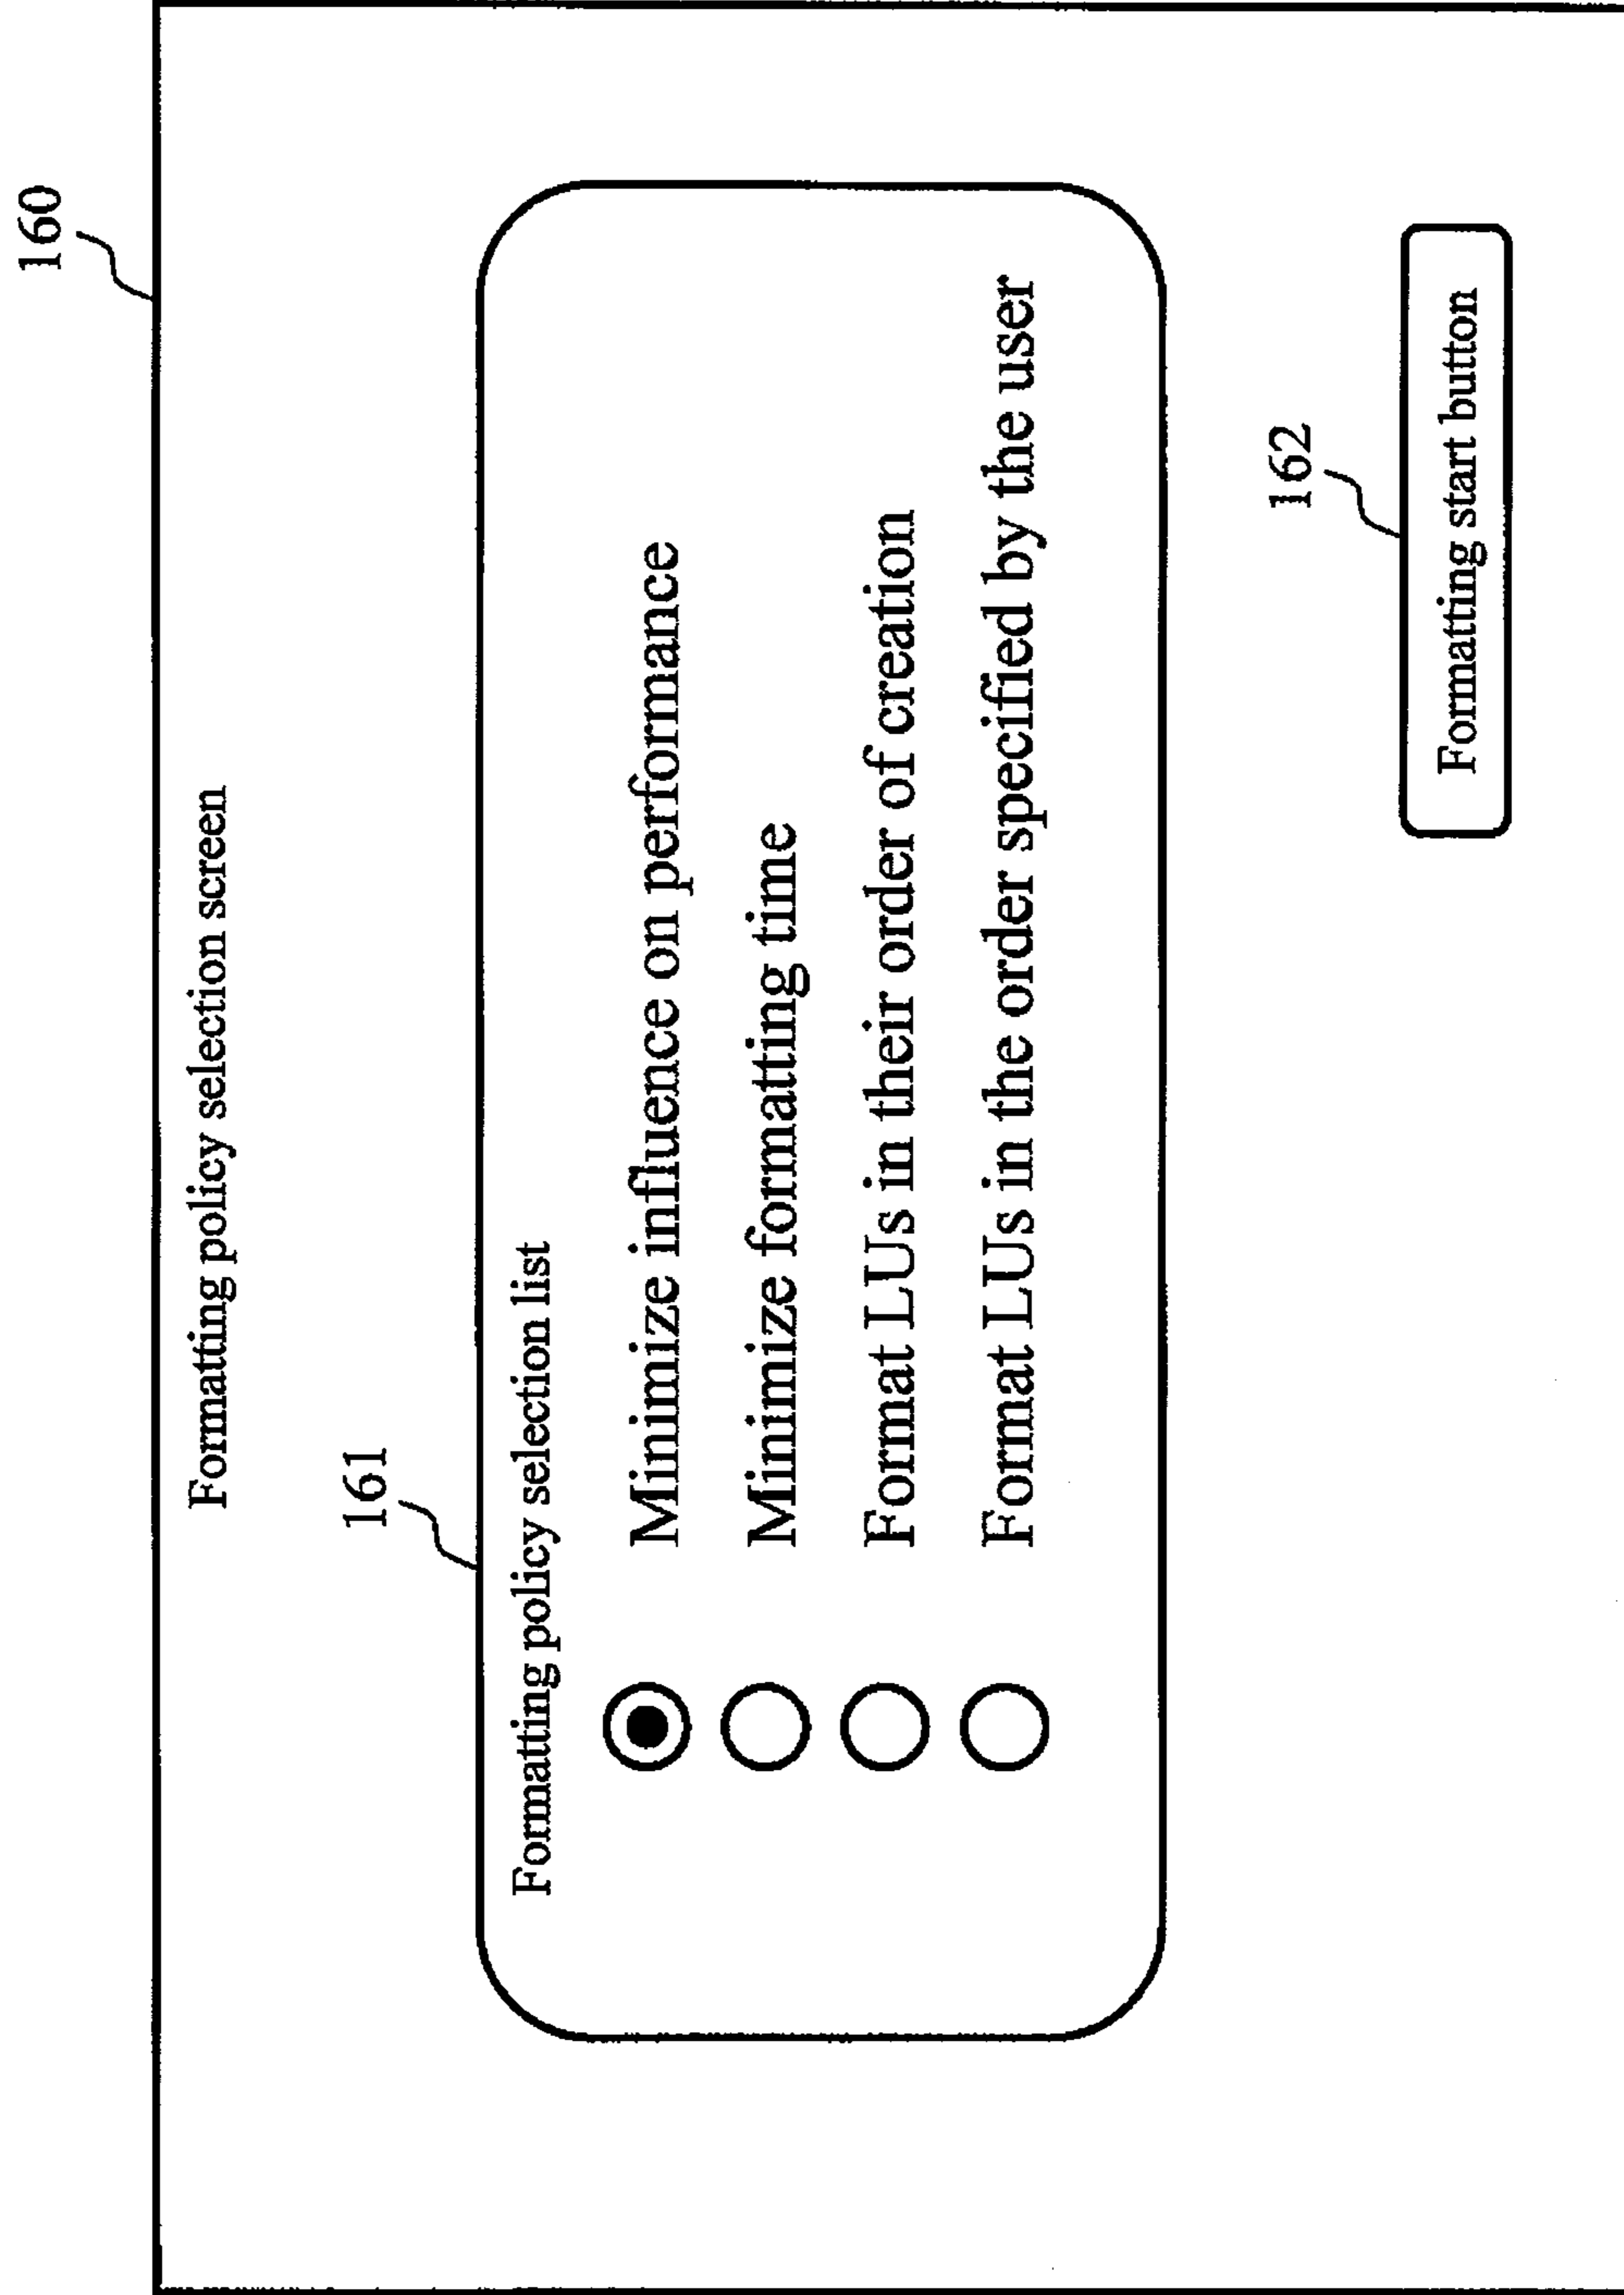 160
Formatting policy selection screen
161
Formatting policy selection list
Minimize influence on performance
Minimize formatting time
Format LUs in their order of creation
Format LUs in the order specified by the user
162
Formatting start button